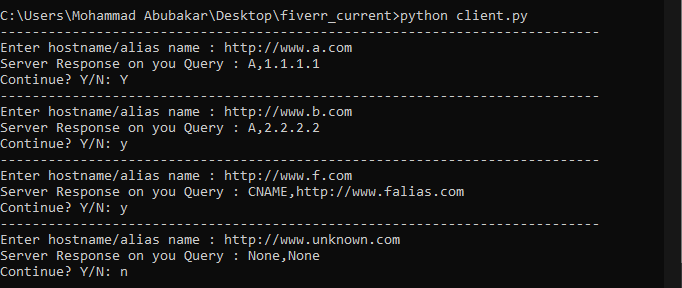 C:\Users\Mohammad Abubakar\Desktop\fiverr_current>python client.py
---------------------------------------------------------------------------
Enter hostname/alias name : http://www.a.com
Server Response on you Query : A,1.1.1.1
Continue? Y/N: Y
---------------------------------------------------------------------------
Enter hostname/alias name : http://www.b.com
Server Response on you Query : A,2.2.2.2
Continue? Y/N: y
---------------------------------------------------------------------------
Enter hostname/alias name : http://www.f.com
Server Response on you Query : CNAME,http://www.falias.com
Continue? Y/N: y
---------------------------------------------------------------------------
Enter hostname/alias name : http://www.unknown.com
Server Response on you Query : None,None
Continue? Y/N: n